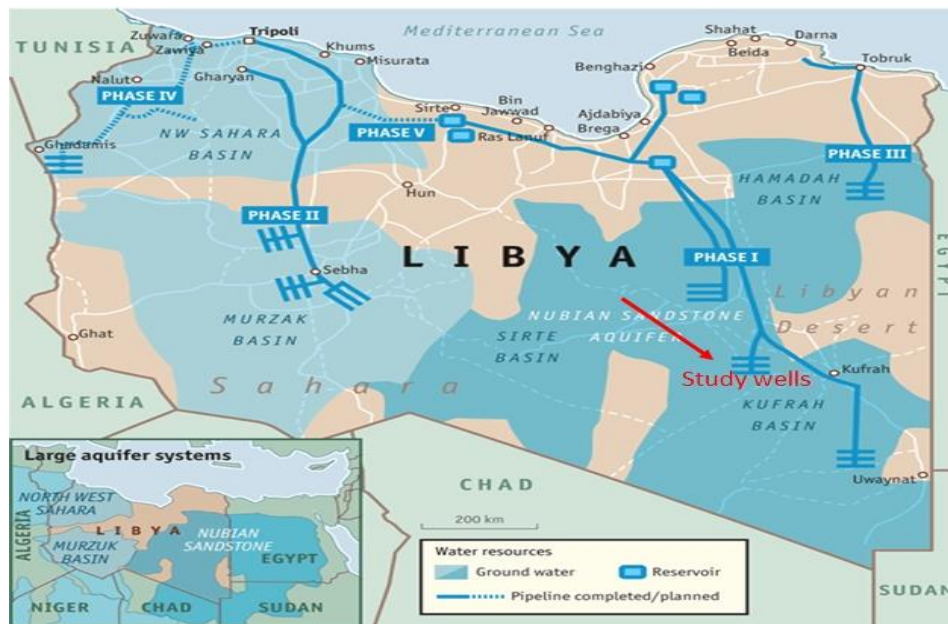 Mediterranean Sea
TUNISIA
Zuwara
Zawiya
Tripoli
Khums
Misurata
Shahat
Beida
Darna
Tobruk
Nalut
Gharyan
Benghazi
PHASE IV
Sirte
Bin
Jawwad
Ajdabiya
Brega
Ras Lanuf
PHASE V
Ghadamis
NW SAHARA
BASIN
PHASE III
HAMADAH
BASIN
Hun
PHASE II
LIBYA
PHASE I
EGYPT
Sebha
Libyan
Desert
NUBIAN SANDSTONE
AQUIFER
MURZAK
BASIN
SIRTE
BASIN
Ghat
Sahara
Study wells
Kufrah
KUFRAH
BASIN
ALGERIA
Uwaynat
CHAD
SUDAN
200 km
Large aquifer systems
NORTH WEST
SAHARA
LIBYA
NUBIAN
SANDSTONE
ALGERIA
MURZUK
BASIN
EGYPT
NIGER
CHAD
SUDAN
Water resources
Ground water
Reservoir
Pipeline completed/planned